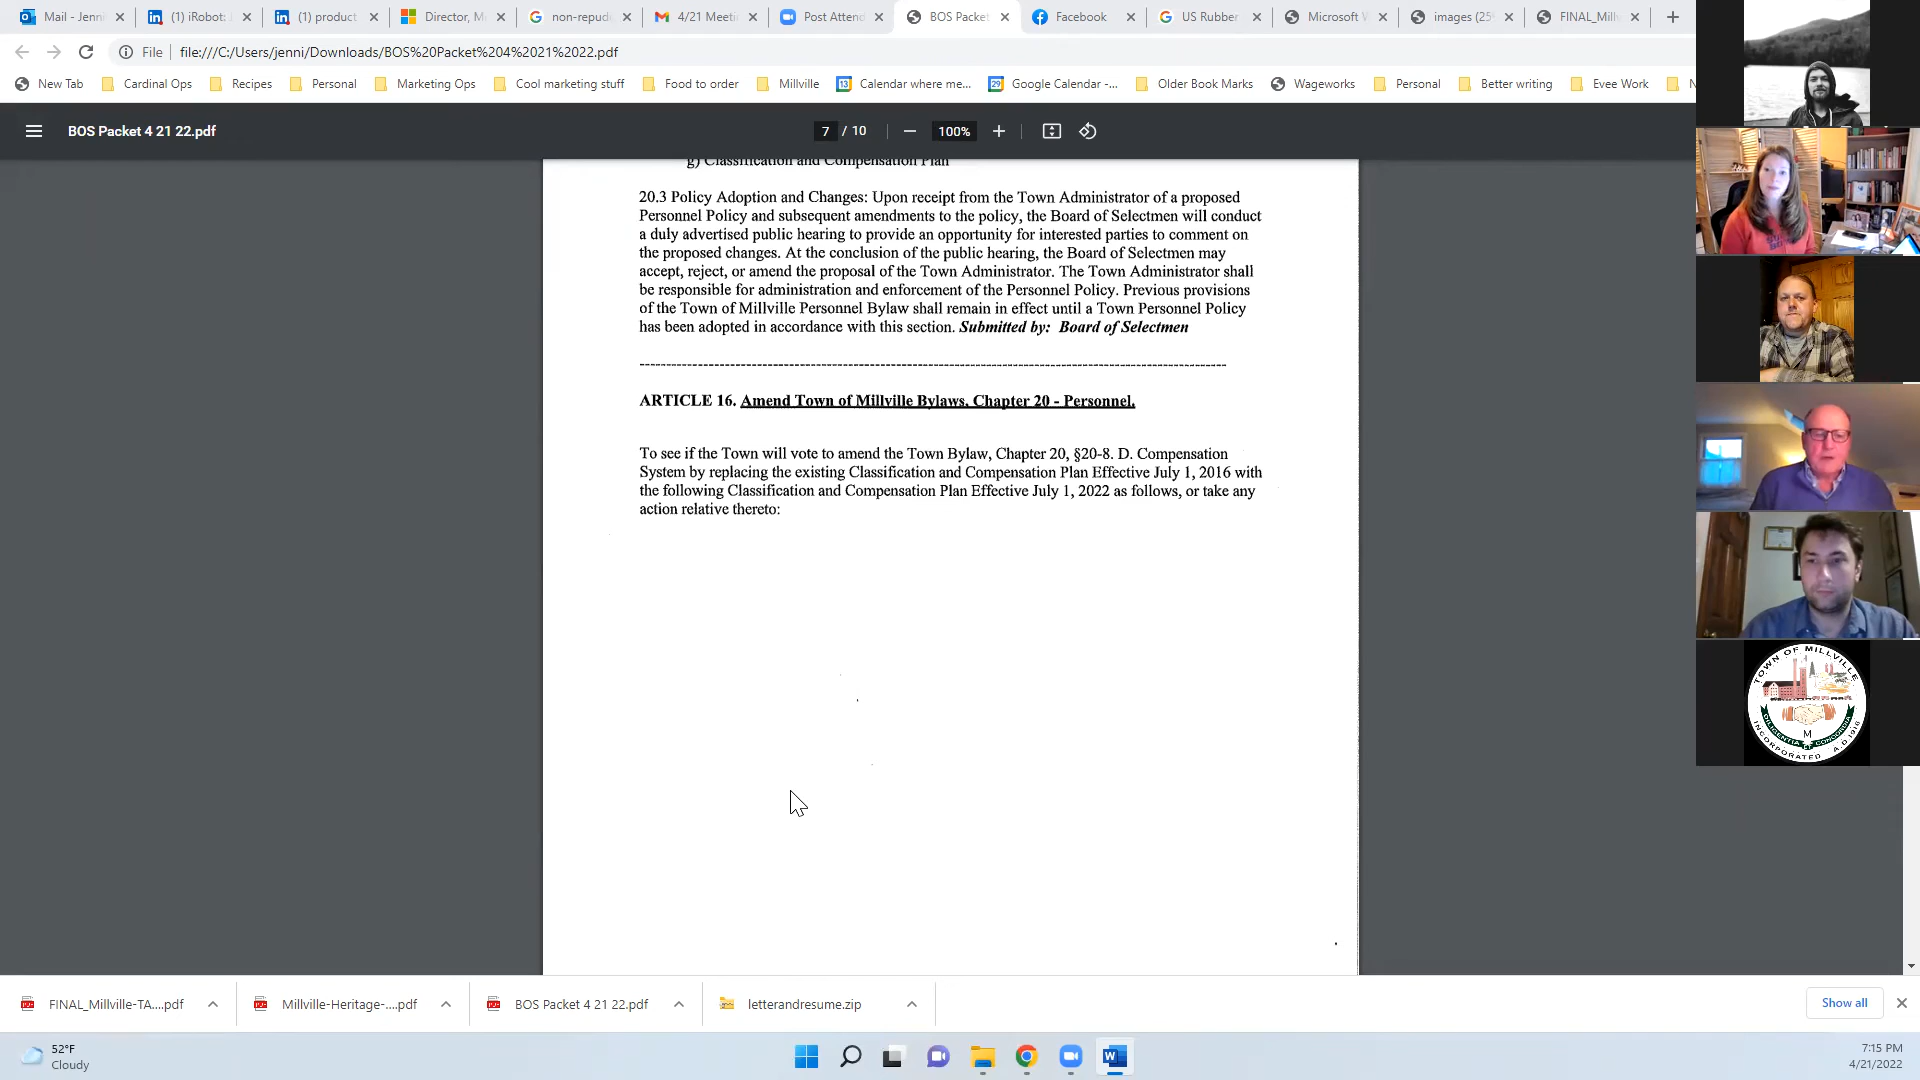 Mail - Jenni
(1) iRobot:
(1) product
Director, M
non-repud
4/21 Meeti
Post Attend
BOS Packet
Facebook
US Rubber
Microsoft W
images (25
FINAL_Mill
File
file:///C:/Users/jenni/Downloads/BOS%20Packet%204%2021%2022.pdf
New Tab
Cardinal Ops
Recipes
Personal
Marketing Ops
Cool marketing stuff
Food to order
Millville
Calendar where me...
Google Calendar -...
Older Book Marks
Wageworks
Personal
Better writing
Evee Work
BOS Packet 4 21 22.pdf
7 / 10
100%
g) Classification and Compensation Plan
20.3 Policy Adoption and Changes: Upon receipt from the Town Administrator of a proposed
Personnel Policy and subsequent amendments to the policy, the Board of Selectmen will conduct
a duly advertised public hearing to provide an opportunity for interested parties to comment on
the proposed changes. At the conclusion of the public hearing, the Board of Selectmen may
accept, reject, or amend the proposal of the Town Administrator. The Town Administrator shall
be responsible for administration and enforcement of the Personnel Policy. Previous provisions
of the Town of Millville Personnel Bylaw shall remain in effect until a Town Personnel Policy
has been adopted in accordance with this section. Submitted by: Board of Selectmen
ARTICLE 16. Amend Town of Millville Bylaws, Chapter 20 - Personnel.
To see if the Town will vote to amend the Town Bylaw, Chapter 20, §20-8. D. Compensation
System by replacing the existing Classification and Compensation Plan Effective July 1, 2016 with
the following Classification and Compensation Plan Effective July 1, 2022 as follows, or take any
action relative thereto:
TOWN OF MILLVILLE
DILIGENTIA ET CONCORDIA
M
INCORPORATED A.D. 1916
FINAL_Millville-TA....pdf
Millville-Heritage-....pdf
BOS Packet 4 21 22.pdf
letterandresume.zip
Show all
52°F
Cloudy
7:15 PM
4/21/2022